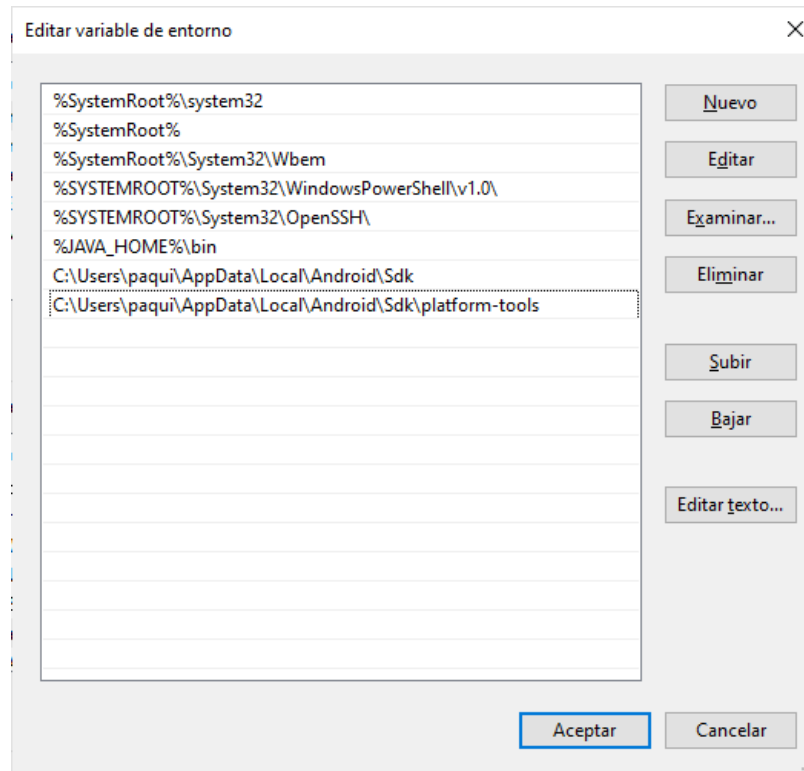 Editar variable de entorno
%SystemRoot%\system32
%SystemRoot%
%SystemRoot%\System32\Wbem
%SYSTEMROOT%\System32\WindowsPowerShell\v1.0\
%SYSTEMROOT%\System32\OpenSSH\
%JAVA_HOME%\bin
C:\Users\paqui\AppData\Local\Android\Sdk
C:\Users\paqui\AppData\Local\Android\Sdk\platform-tools
Nuevo
Editar
Examinar...
Eliminar
Subir
Bajar
Editar texto...
Aceptar
Cancelar